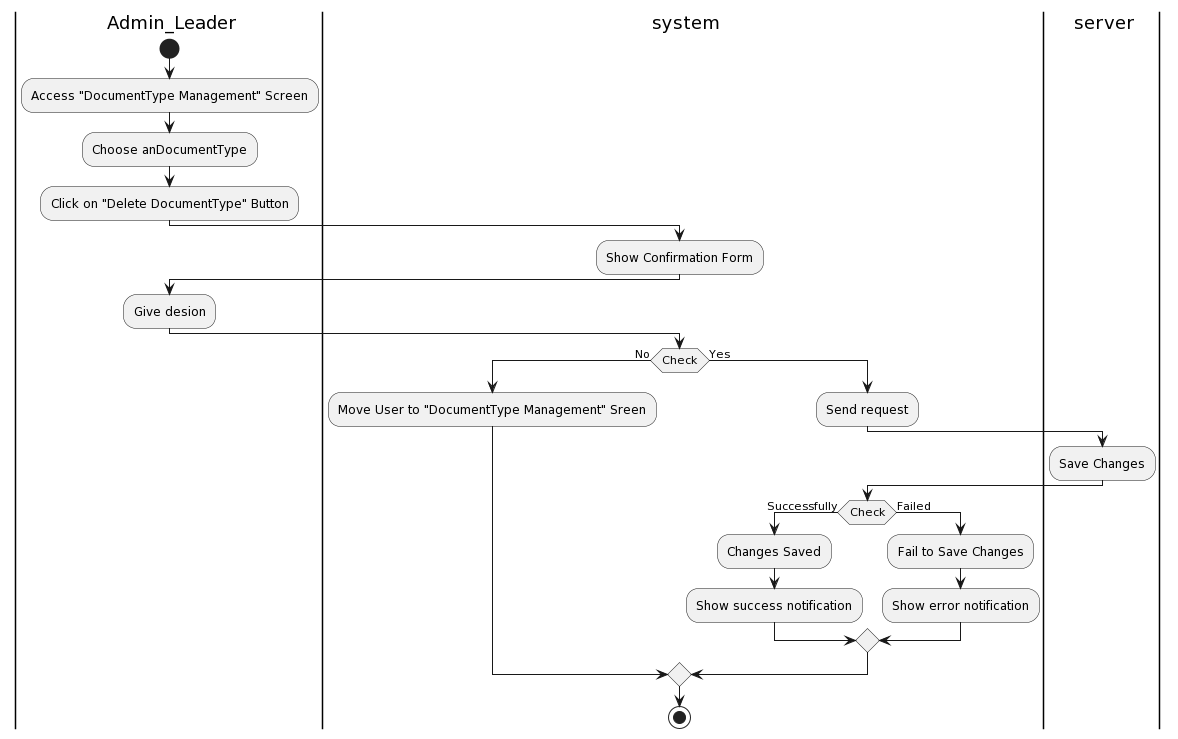 Admin_Leader
system
server
Access "DocumentType Management" Screen
Choose anDocumentType
Click on "Delete DocumentType" Button
Show Confirmation Form
Give desion
No
Check
Yes
Move User to "DocumentType Management" Sreen
Send request
Save Changes
Successfully
Check
Failed
Changes Saved
Fail to Save Changes
Show success notification
Show error notification